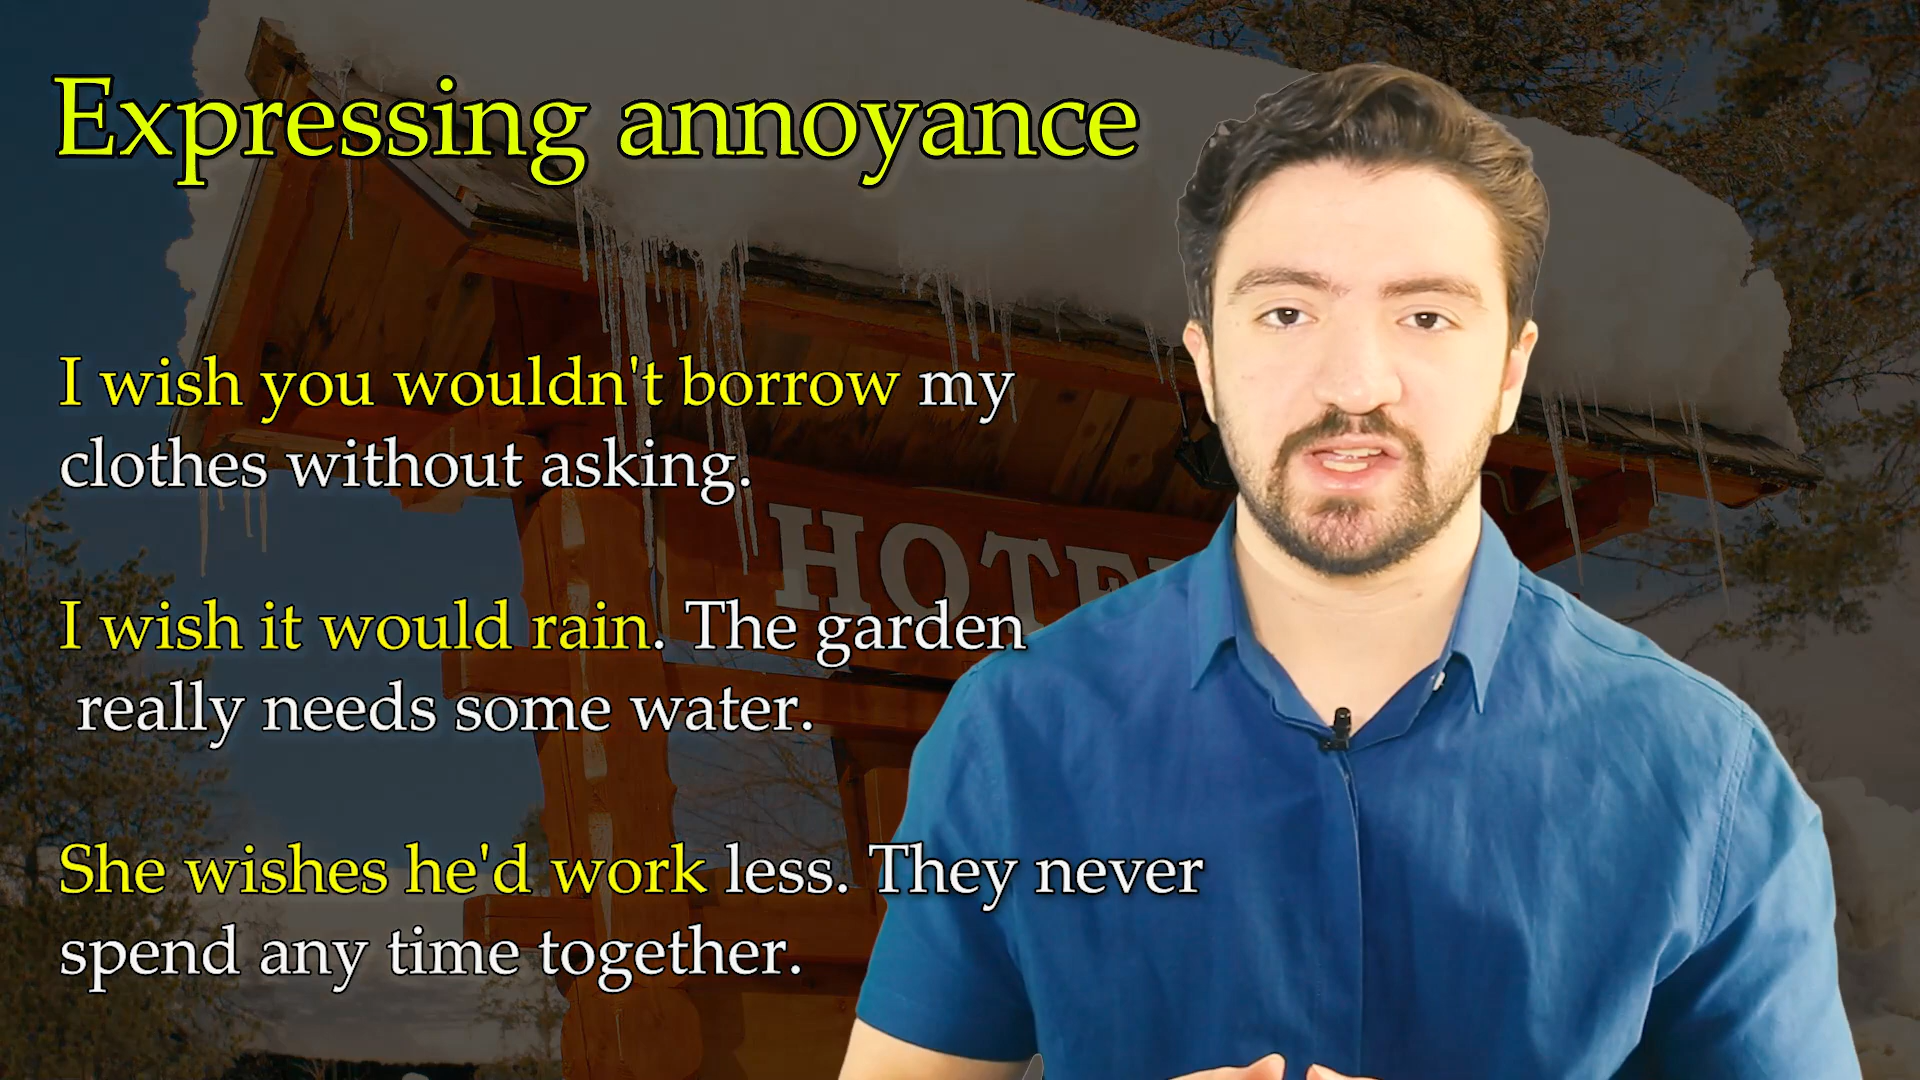 Expressing annoyance
I wish you wouldn't borrow my
clothes without asking.
HOTE
I wish it would rain. The garden
really needs some water.
She wishes he'd work less. They never
spend any time together.